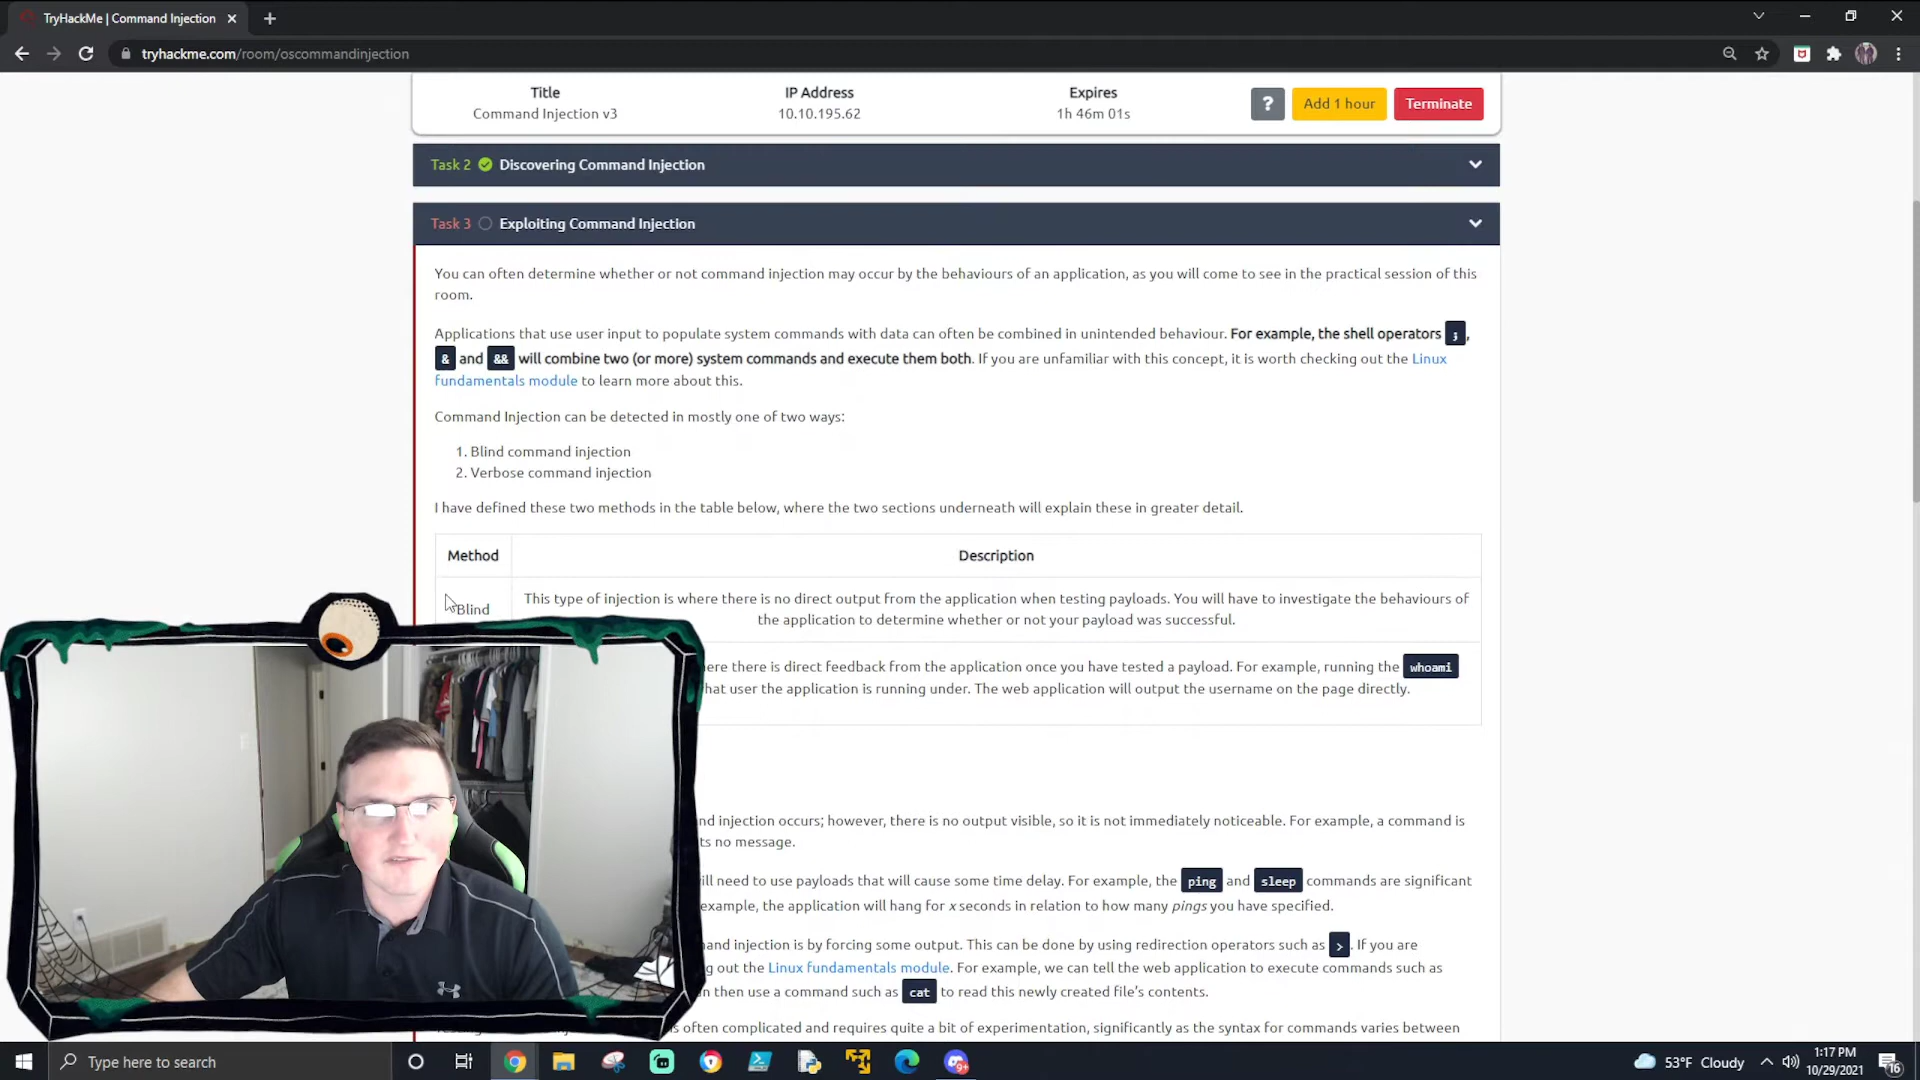 TryHackMe | Command Injection
tryhackme.com/room/oscommandinjection
Title
Command Injection v3
IP Address
10.10.195.62
Expires
1h 46m 01s
?
Add 1 hour
Terminate
Task 2 Discovering Command Injection
Task 3 Exploiting Command Injection
You can often determine whether or not command injection may occur by the behaviours of an application, as you will come to see in the practical session of this
room.
Applications that use user input to populate system commands with data can often be combined in unintended behaviour. For example, the shell operators ; ,
& and && will combine two (or more) system commands and execute them both. If you are unfamiliar with this concept, it is worth checking out the Linux
fundamentals module to learn more about this.
Command Injection can be detected in mostly one of two ways:
1. Blind command injection
2. Verbose command injection
I have defined these two methods in the table below, where the two sections underneath will explain these in greater detail.
Method Description
Blind
This type of injection is where there is no direct output from the application when testing payloads. You will have to investigate the behaviours of
the application to determine whether or not your payload was successful.
ere there is direct feedback from the application once you have tested a payload. For example, running the whoami
hat user the application is running under. The web application will output the username on the page directly.
nd injection occurs; however, there is no output visible, so it is not immediately noticeable. For example, a command is
ts no message.
ill need to use payloads that will cause some time delay. For example, the ping and sleep commands are significant
example, the application will hang for x seconds in relation to how many pings you have specified.
and injection is by forcing some output. This can be done by using redirection operators such as > . If you are
g out the Linux fundamentals module. For example, we can tell the web application to execute commands such as
n then use a command such as cat to read this newly created file's contents.
s often complicated and requires quite a bit of experimentation, significantly as the syntax for commands varies between
Type here to search
9+
53°F Cloudy
1:17 PM
10/29/2021
16